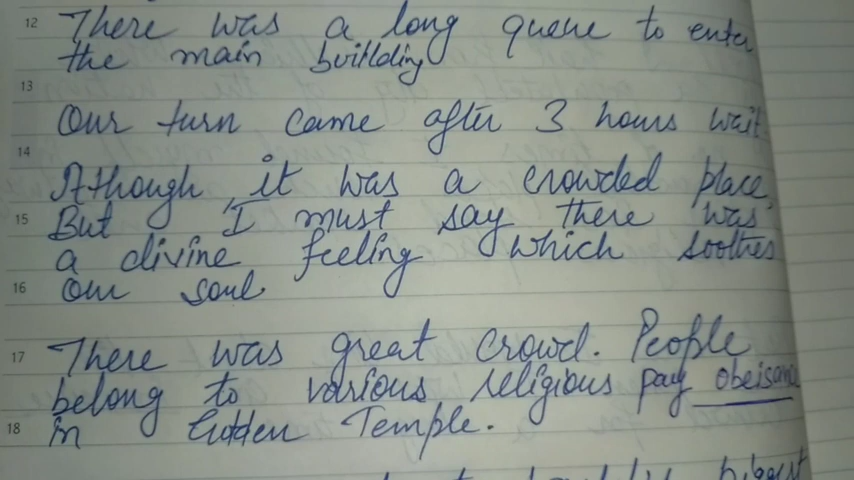 12
There was a long queue to enter
the main building
13
Our turn came after 3 hours wait
14
Although, it was a crowded place,
15
But I must say there was
a divine feeling which soothes
16
our soul.
17
There was great crowd. People
belong to various religious pay obeisance
18
in Golden Temple.
biggest